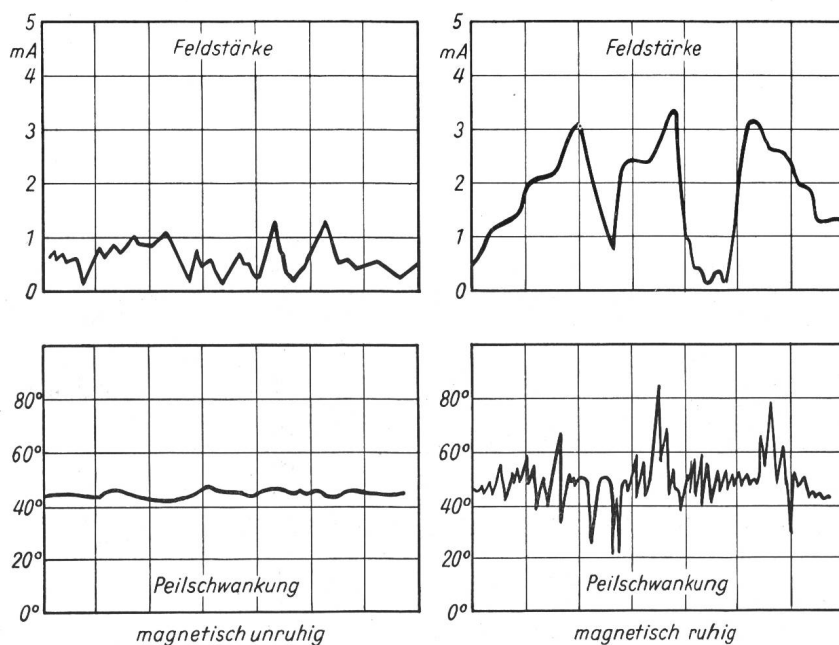 5
mA
4
3
2
1
0
Feldstärke
5
mA
4
3
2
1
0
Feldstärke
80°
60°
40°
20°
0°
Peilschwankung
magnetisch unruhig
80°
60°
40°
20°
0°
Peilschwankung
magnetisch ruhig